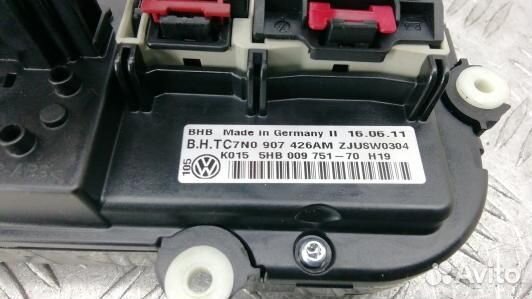 BHB Made in Germany II 16.06.11
B.H.TC7N0 907 426AM ZJU8W0304
K015 5HB 009 751-70 H19
105
Avito